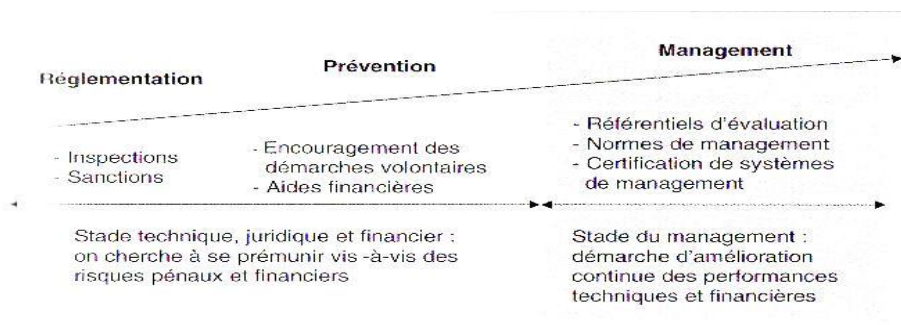 Réglementation
Prévention
Management
- Inspections
- Sanctions
- Encouragement des
démarches volontaires
- Aides financières
- Référentiels d'évaluation
- Normes de management
- Certification de systèmes
de management
Stade technique, juridique et financier :
on cherche à se prémunir vis -à-vis des
risques pénaux et financiers
Stade du management :
démarche d'amélioration
continue des performances
techniques et financières